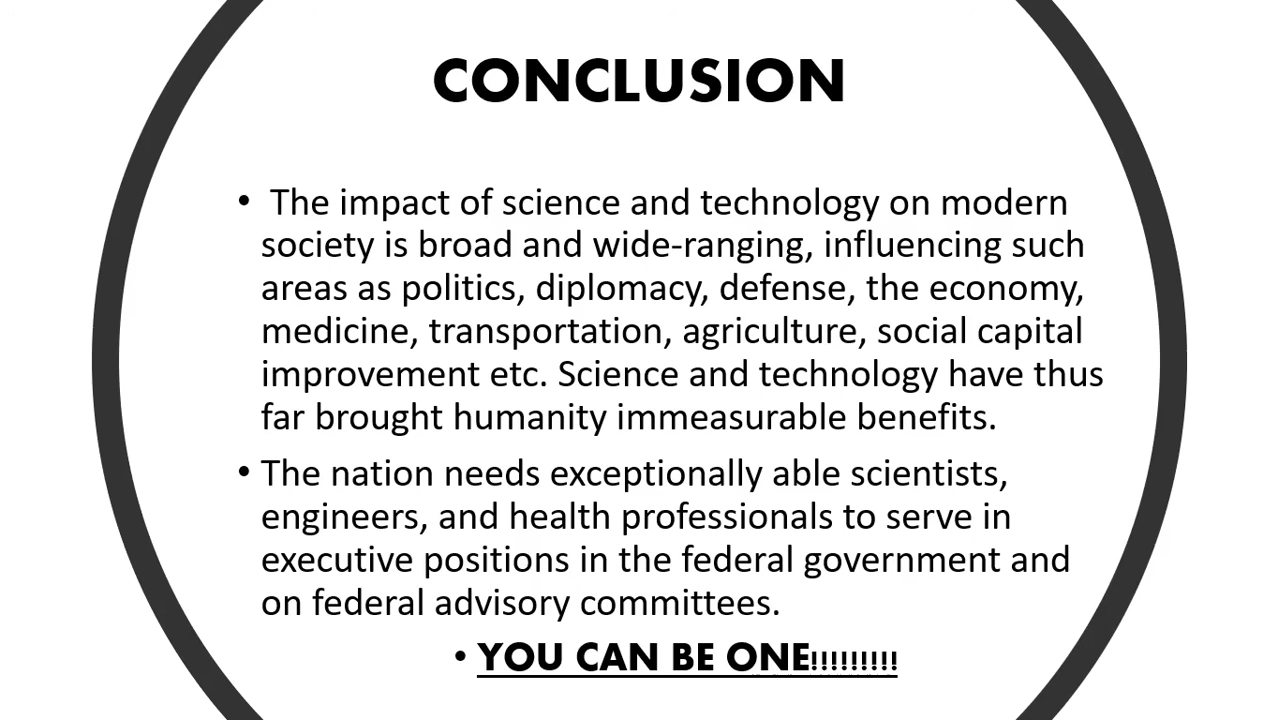 CONCLUSION
• The impact of science and technology on modern
society is broad and wide-ranging, influencing such
areas as politics, diplomacy, defense, the economy,
medicine, transportation, agriculture, social capital
improvement etc. Science and technology have thus
far brought humanity immeasurable benefits.
• The nation needs exceptionally able scientists,
engineers, and health professionals to serve in
executive positions in the federal government and
on federal advisory committees.
• YOU CAN BE ONE!!!!!!!!!